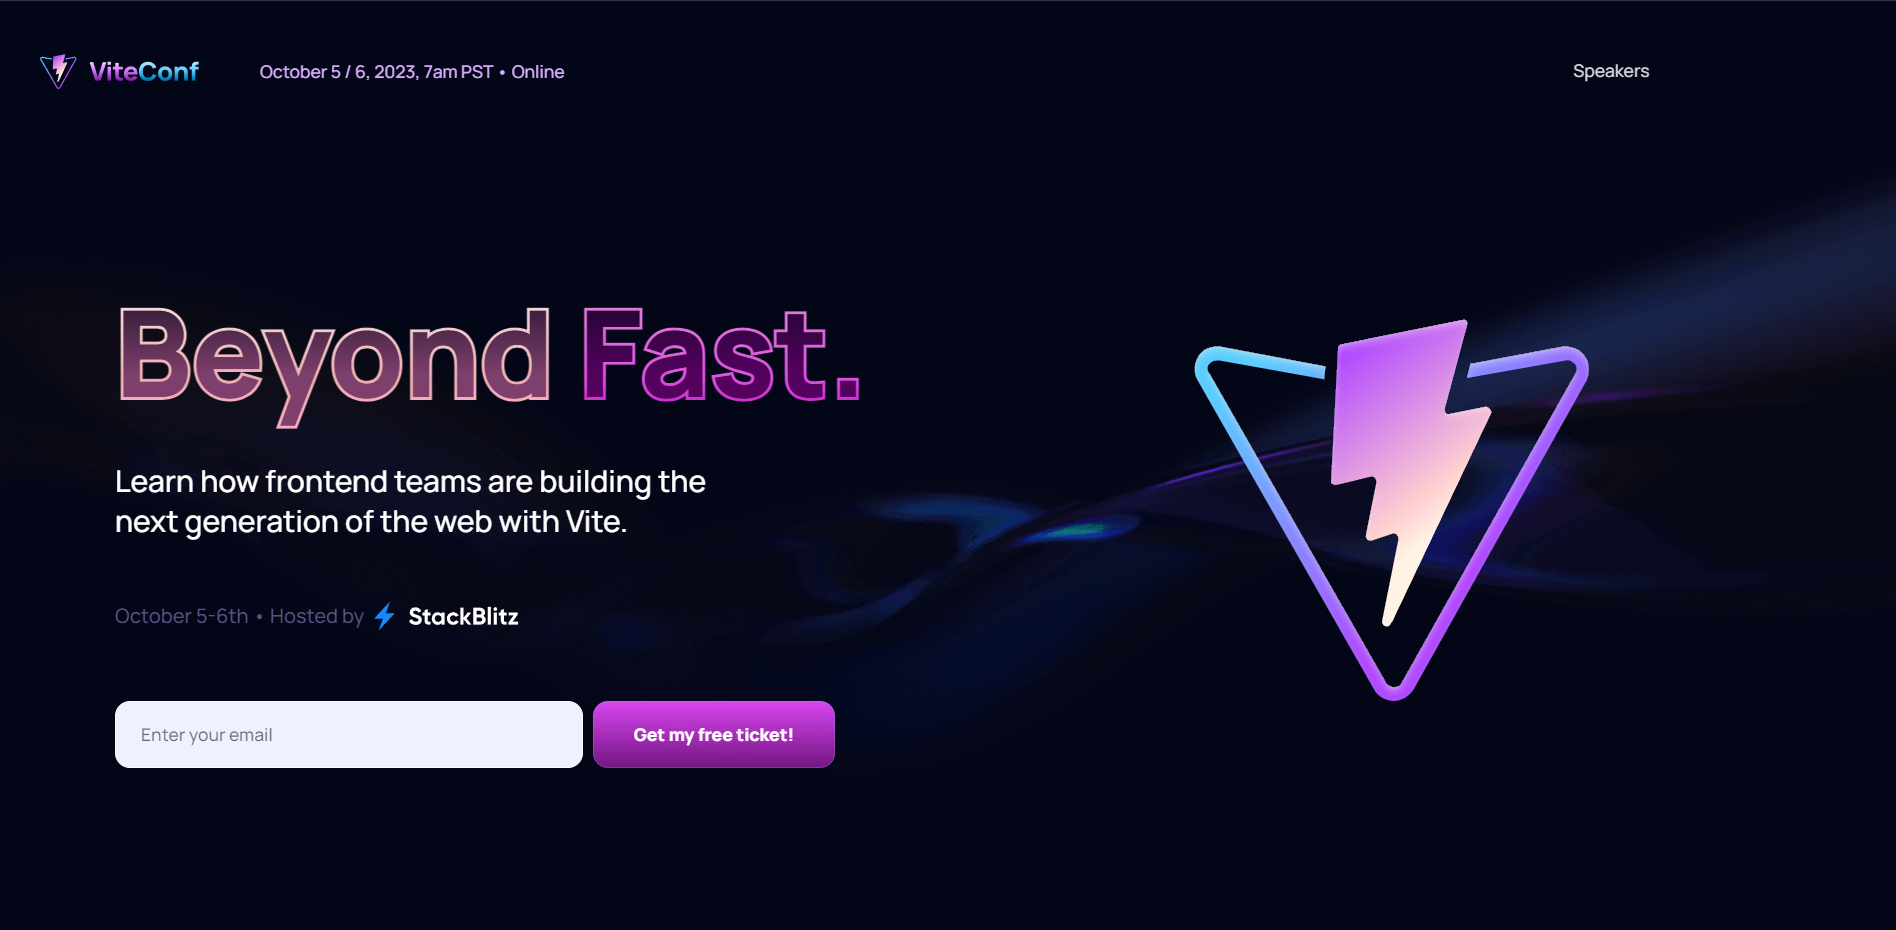 ViteConf
October 5 / 6, 2023, 7am PST • Online
Speakers
Beyond Fast.
Learn how frontend teams are building the
next generation of the web with Vite.
October 5-6th • Hosted by StackBlitz
Enter your email
Get my free ticket!